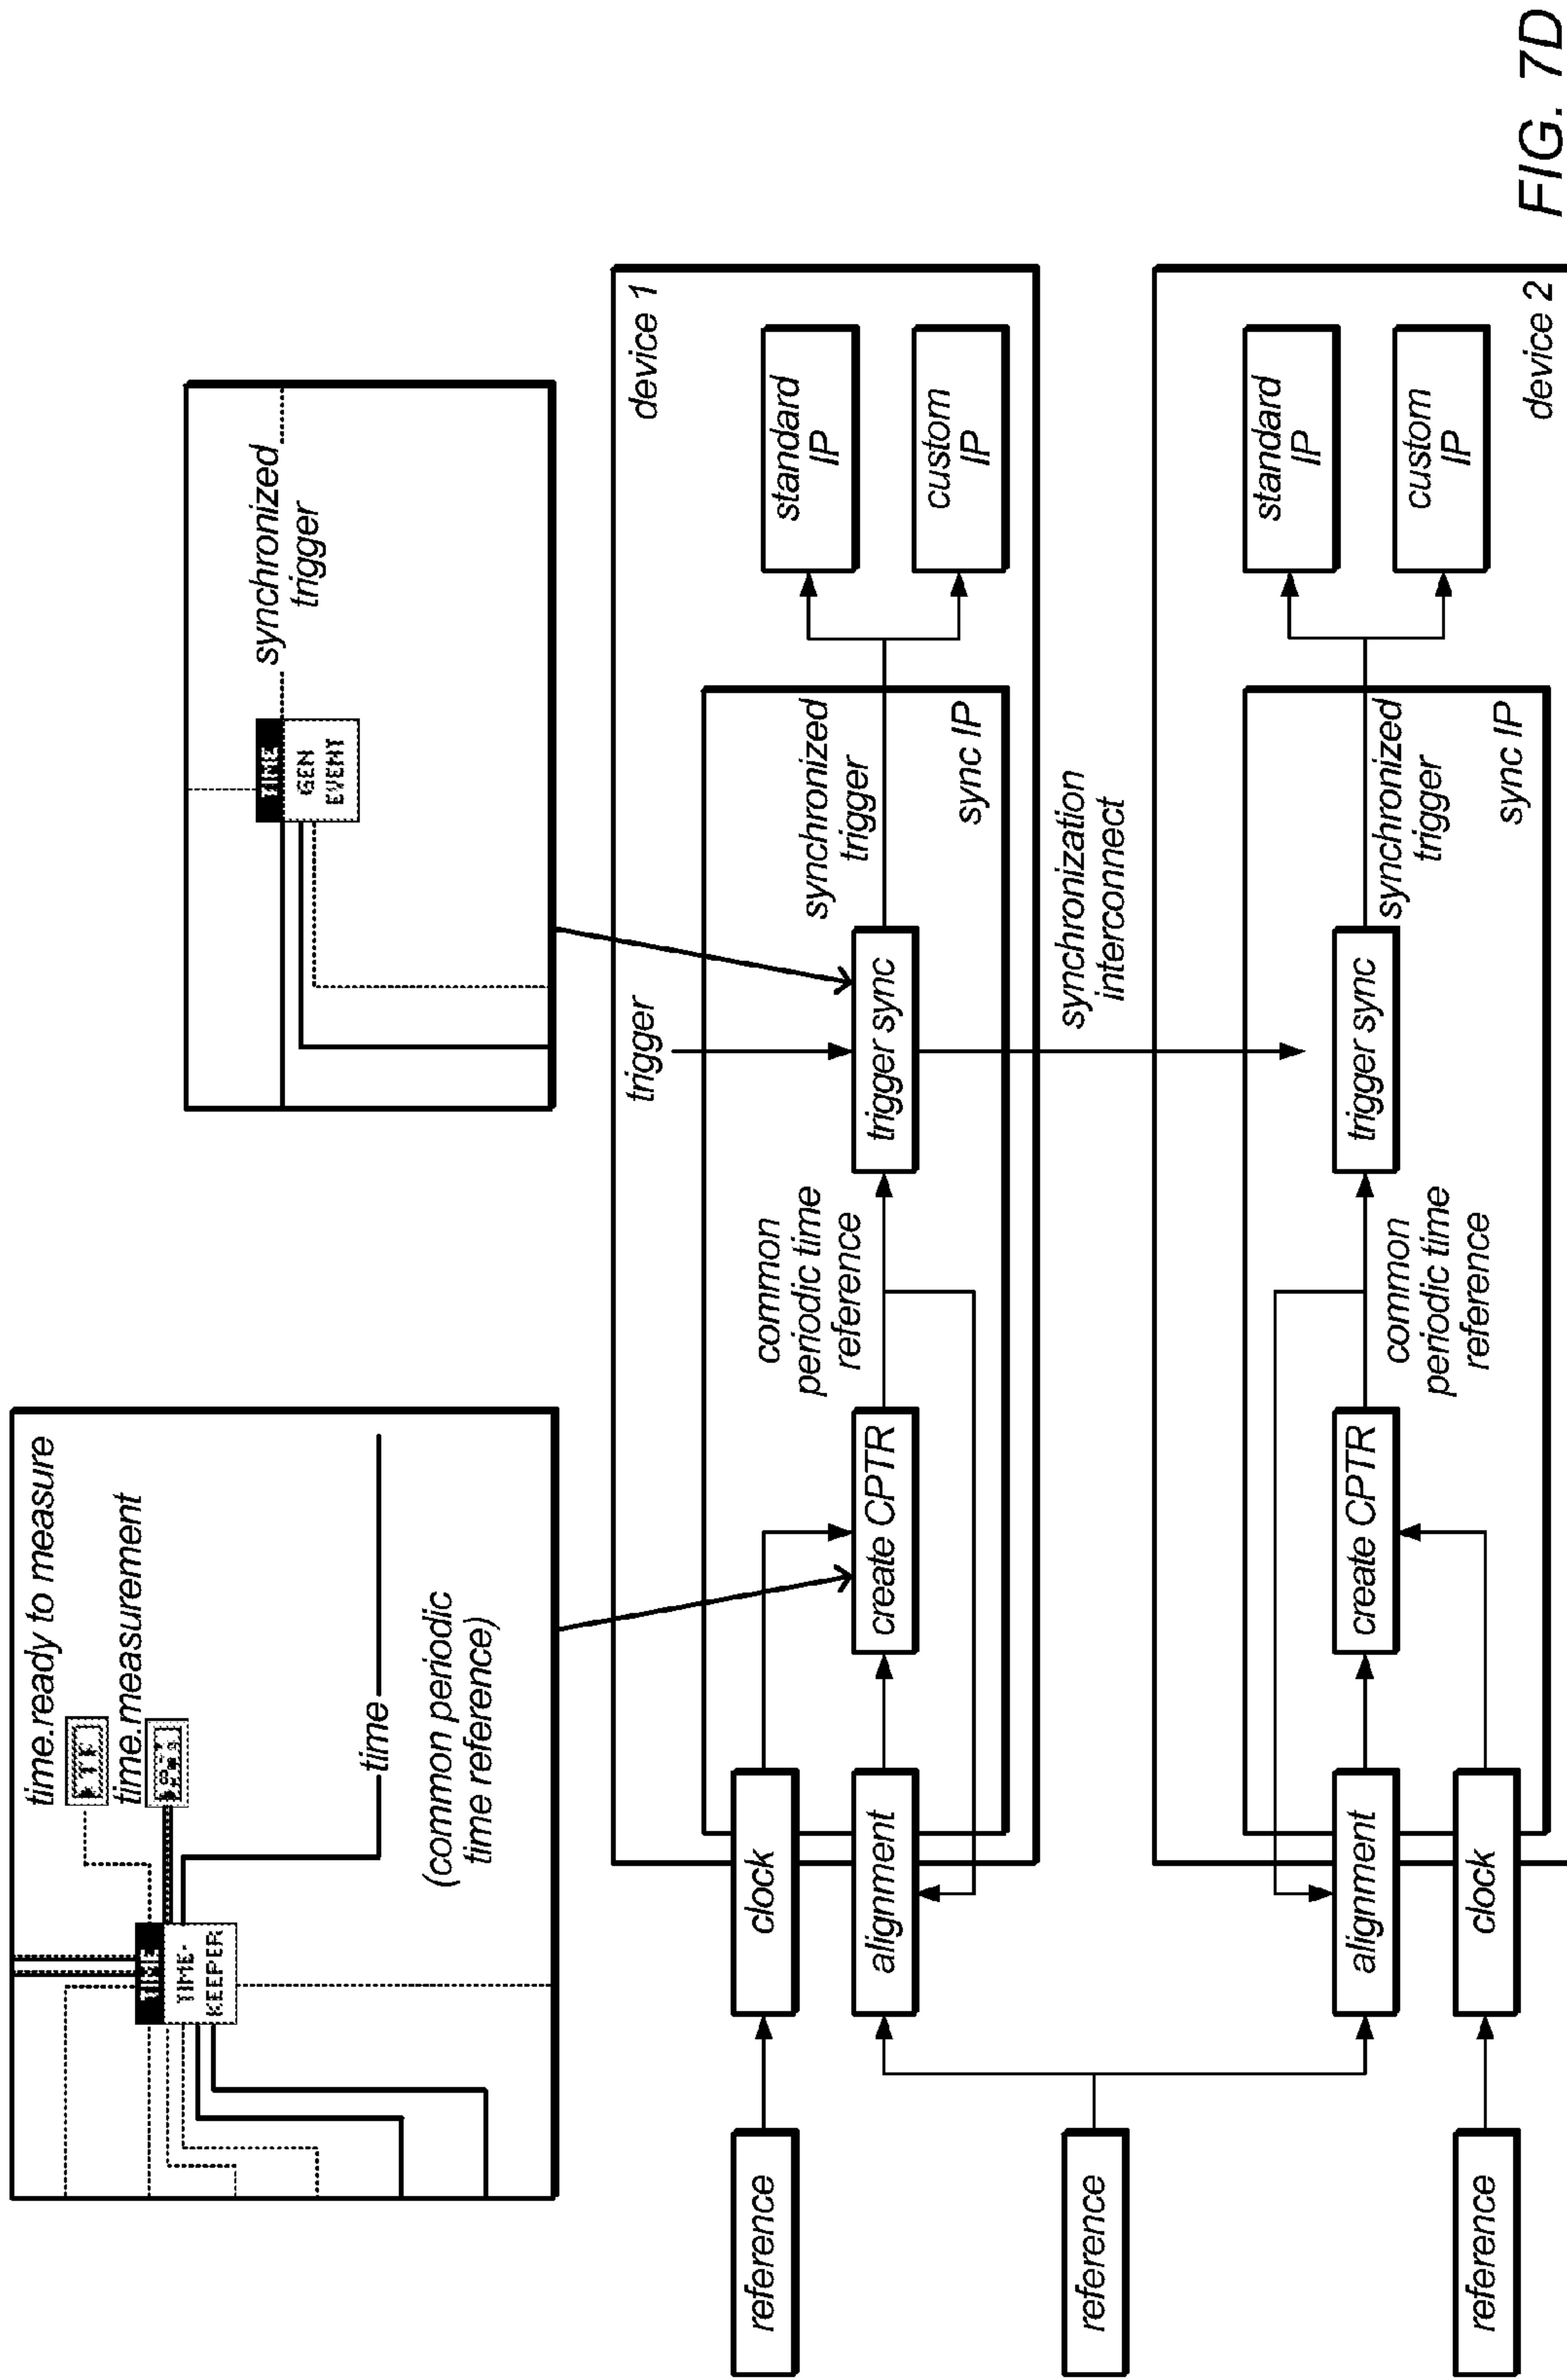 time.ready to measure
TF
time.measurement
TIME
TIME-
KEEPER
time
(common periodic
time reference)
synchronized
trigger
TIME
GEN
EVENT
device 1
trigger
reference
clock
alignment
create CPTR
common
periodic time
reference
trigger sync
synchronized
trigger
sync IP
standard
IP
custom
IP
synchronization
interconnect
reference
device 2
alignment
create CPTR
common
periodic time
reference
trigger sync
synchronized
trigger
sync IP
standard
IP
custom
IP
reference
clock
FIG. 7D